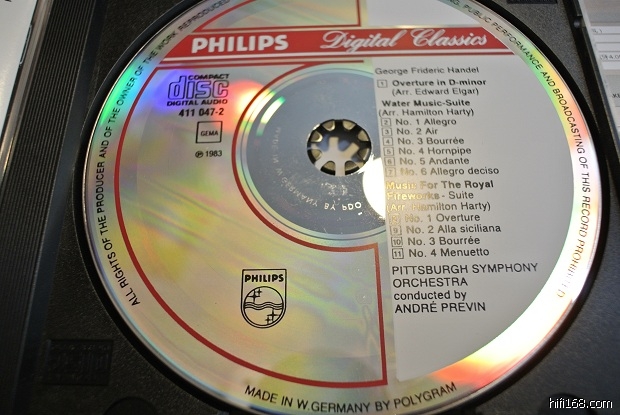 PHILIPS Digital Classics
COMPACT
disc
DIGITAL AUDIO
411 047-2
GEMA
℗ 1983
George Frideric Handel
1 Overture in D-minor
(Arr. Edward Elgar)
Water Music-Suite
(Arr. Hamilton Harty)
2 No. 1 Allegro
3 No. 2 Air
4 No. 3 Bourrée
5 No. 4 Hornpipe
6 No. 5 Andante
7 No. 6 Allegro deciso
Music For The Royal
Fireworks - Suite
(Arr. Hamilton Harty)
No. 1 Overture
9 No. 2 Alla siciliana
10 No. 3 Bourrée
11 No. 4 Menuetto
PITTSBURGH SYMPHONY
ORCHESTRA
conducted by
ANDRÉ PREVIN
PHILIPS
ALL RIGHTS OF THE PRODUCER AND OF THE OWNER OF THE WORK REPRODUCED
PUBLIC PERFORMANCE AND BROADCASTING OF THIS RECORD PROHIBITED
MADE IN W.GERMANY BY POLYGRAM
MADE IN W.GERMANY BY PDO
hifi168.com